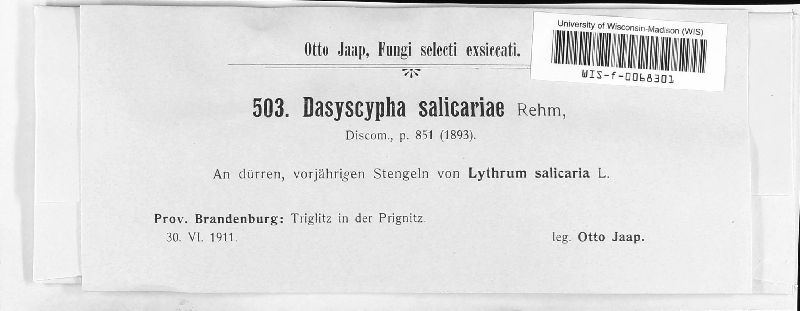 Otto Jaap, Fungi selecti exsiccati.
University of Wisconsin-Madison (WIS)
WIS-f-0068301
503. Dasyscypha salicariae Rehm,
Discom., p. 851 (1893).
An dürren, vorjährigen Stengeln von Lythrum salicaria L.
Prov. Brandenburg: Triglitz in der Prignitz.
30. VI. 1911.
leg. Otto Jaap.